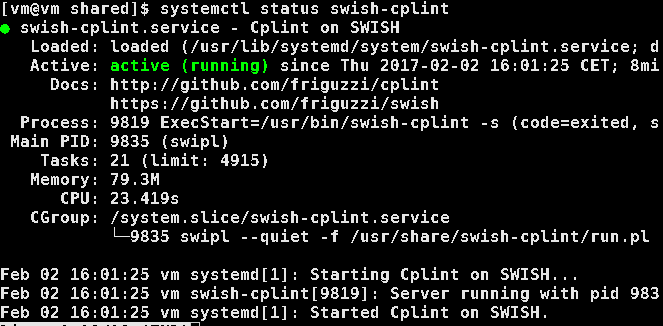 [vm@vm shared]$ systemctl status swish-cplint
● swish-cplint.service - Cplint on SWISH
Loaded: loaded (/usr/lib/systemd/system/swish-cplint.service; d
Active: active (running) since Thu 2017-02-02 16:01:25 CET; 8mi
Docs: http://github.com/friguzzi/cplint
https://github.com/friguzzi/swish
Process: 9819 ExecStart=/usr/bin/swish-cplint -s (code=exited, s
Main PID: 9835 (swipl)
Tasks: 21 (limit: 4915)
Memory: 79.3M
CPU: 23.419s
CGroup: /system.slice/swish-cplint.service
└─9835 swipl --quiet -f /usr/share/swish-cplint/run.pl
Feb 02 16:01:25 vm systemd[1]: Starting Cplint on SWISH...
Feb 02 16:01:25 vm swish-cplint[9819]: Server running with pid 983
Feb 02 16:01:25 vm systemd[1]: Started Cplint on SWISH.